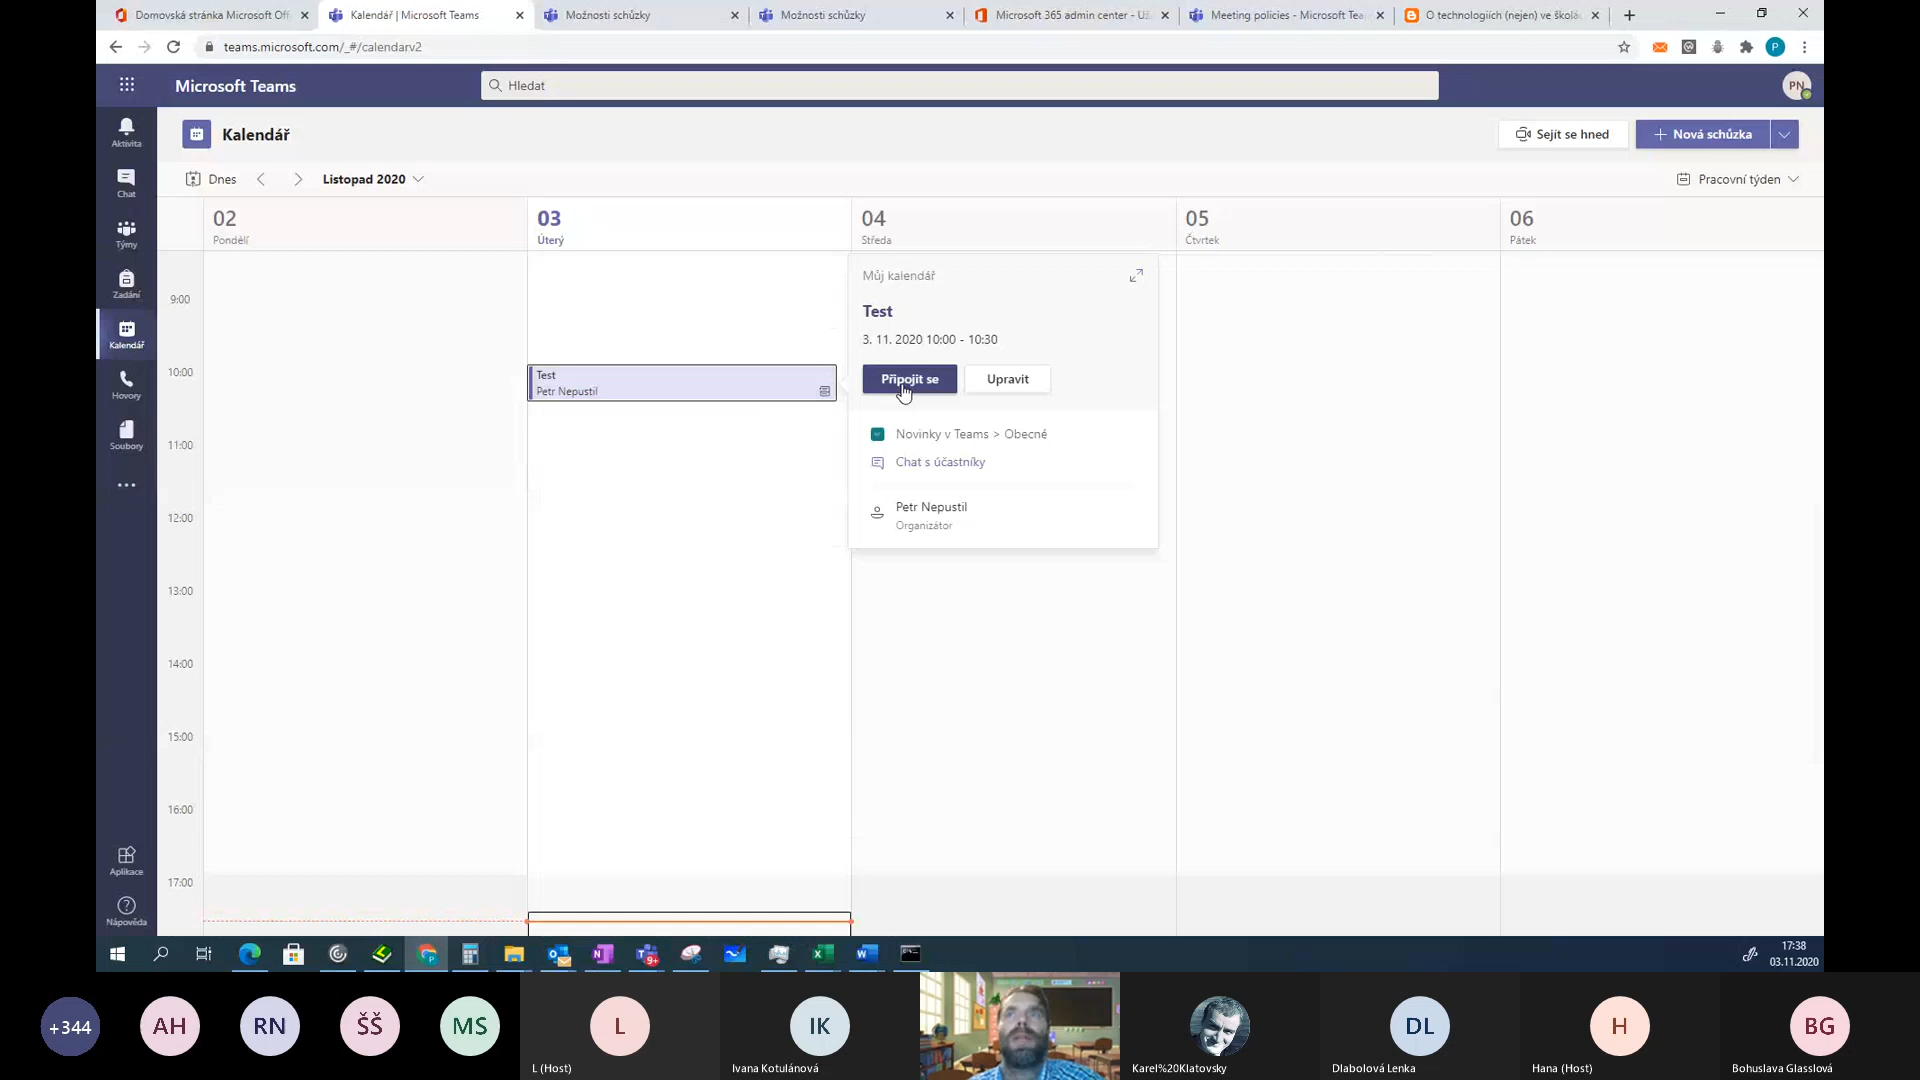 Domovská stránka Microsoft Offi
Kalendář | Microsoft Teams
Možnosti schůzky
Možnosti schůzky
Microsoft 365 admin center - Už
Meeting policies - Microsoft Tea
O technologiích (nejen) ve škol
teams.microsoft.com/_#/calendarv2
P
Microsoft Teams
Hledat
PN
Aktivita
Chat
Týmy
Zadání
Kalendář
Hovory
Soubory
Aplikace
Nápověda
Kalendář
Sejít se hned
Nová schůzka
Dnes
Listopad 2020
Pracovní týden
02
Pondělí
03
Úterý
04
Středa
05
Čtvrtek
06
Pátek
9:00
10:00
11:00
12:00
13:00
14:00
15:00
16:00
17:00
Test
Petr Nepustil
Můj kalendář
Test
3. 11. 2020 10:00 - 10:30
Připojit se
Upravit
Novinky v Teams > Obecné
Chat s účastníky
Petr Nepustil
Organizátor
17:38
03.11.2020
+344
AH
RN
ŠŠ
MS
L
L (Host)
IK
Ivana Kotulánová
Karel%20Klatovsky
DL
Dlabolová Lenka
H
Hana (Host)
BG
Bohuslava Glasslová